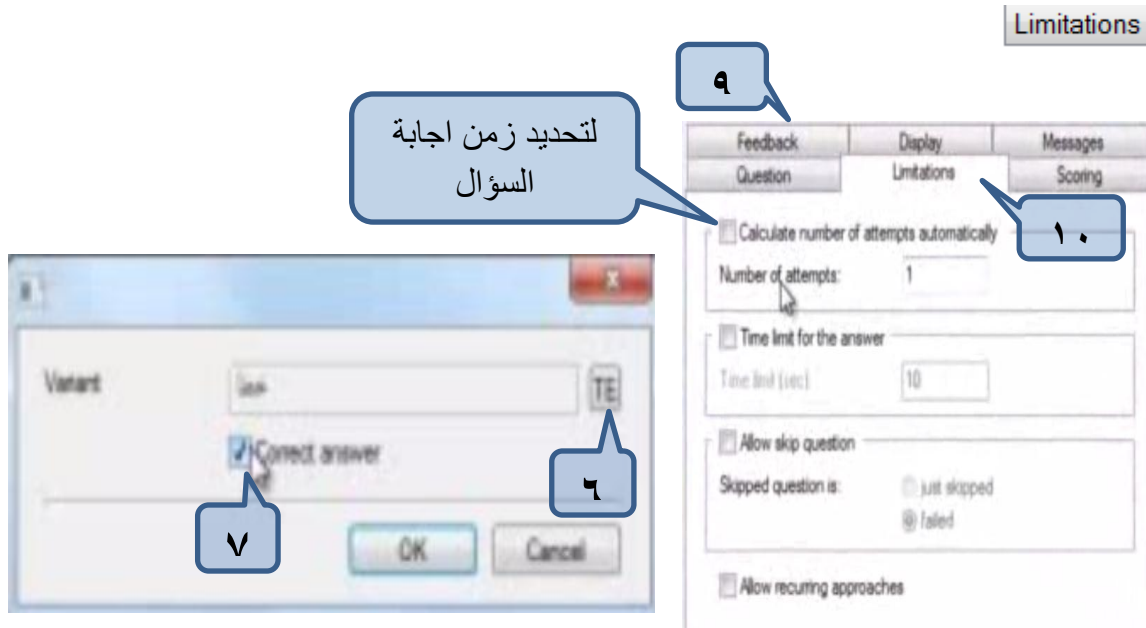 Limitations
٩
لتحديد زمن اجابة
السؤال
Feedback Display Messages
Question Limitations Scoring
١٠
Calculate number of attempts automatically
Number of attempts: 1
Time limit for the answer
Time limit (sec) 10
Allow skip question
Skipped question is: just skipped
failed
Allow recurring approaches
Variant TE
Correct answer
٦
٧
OK Cancel